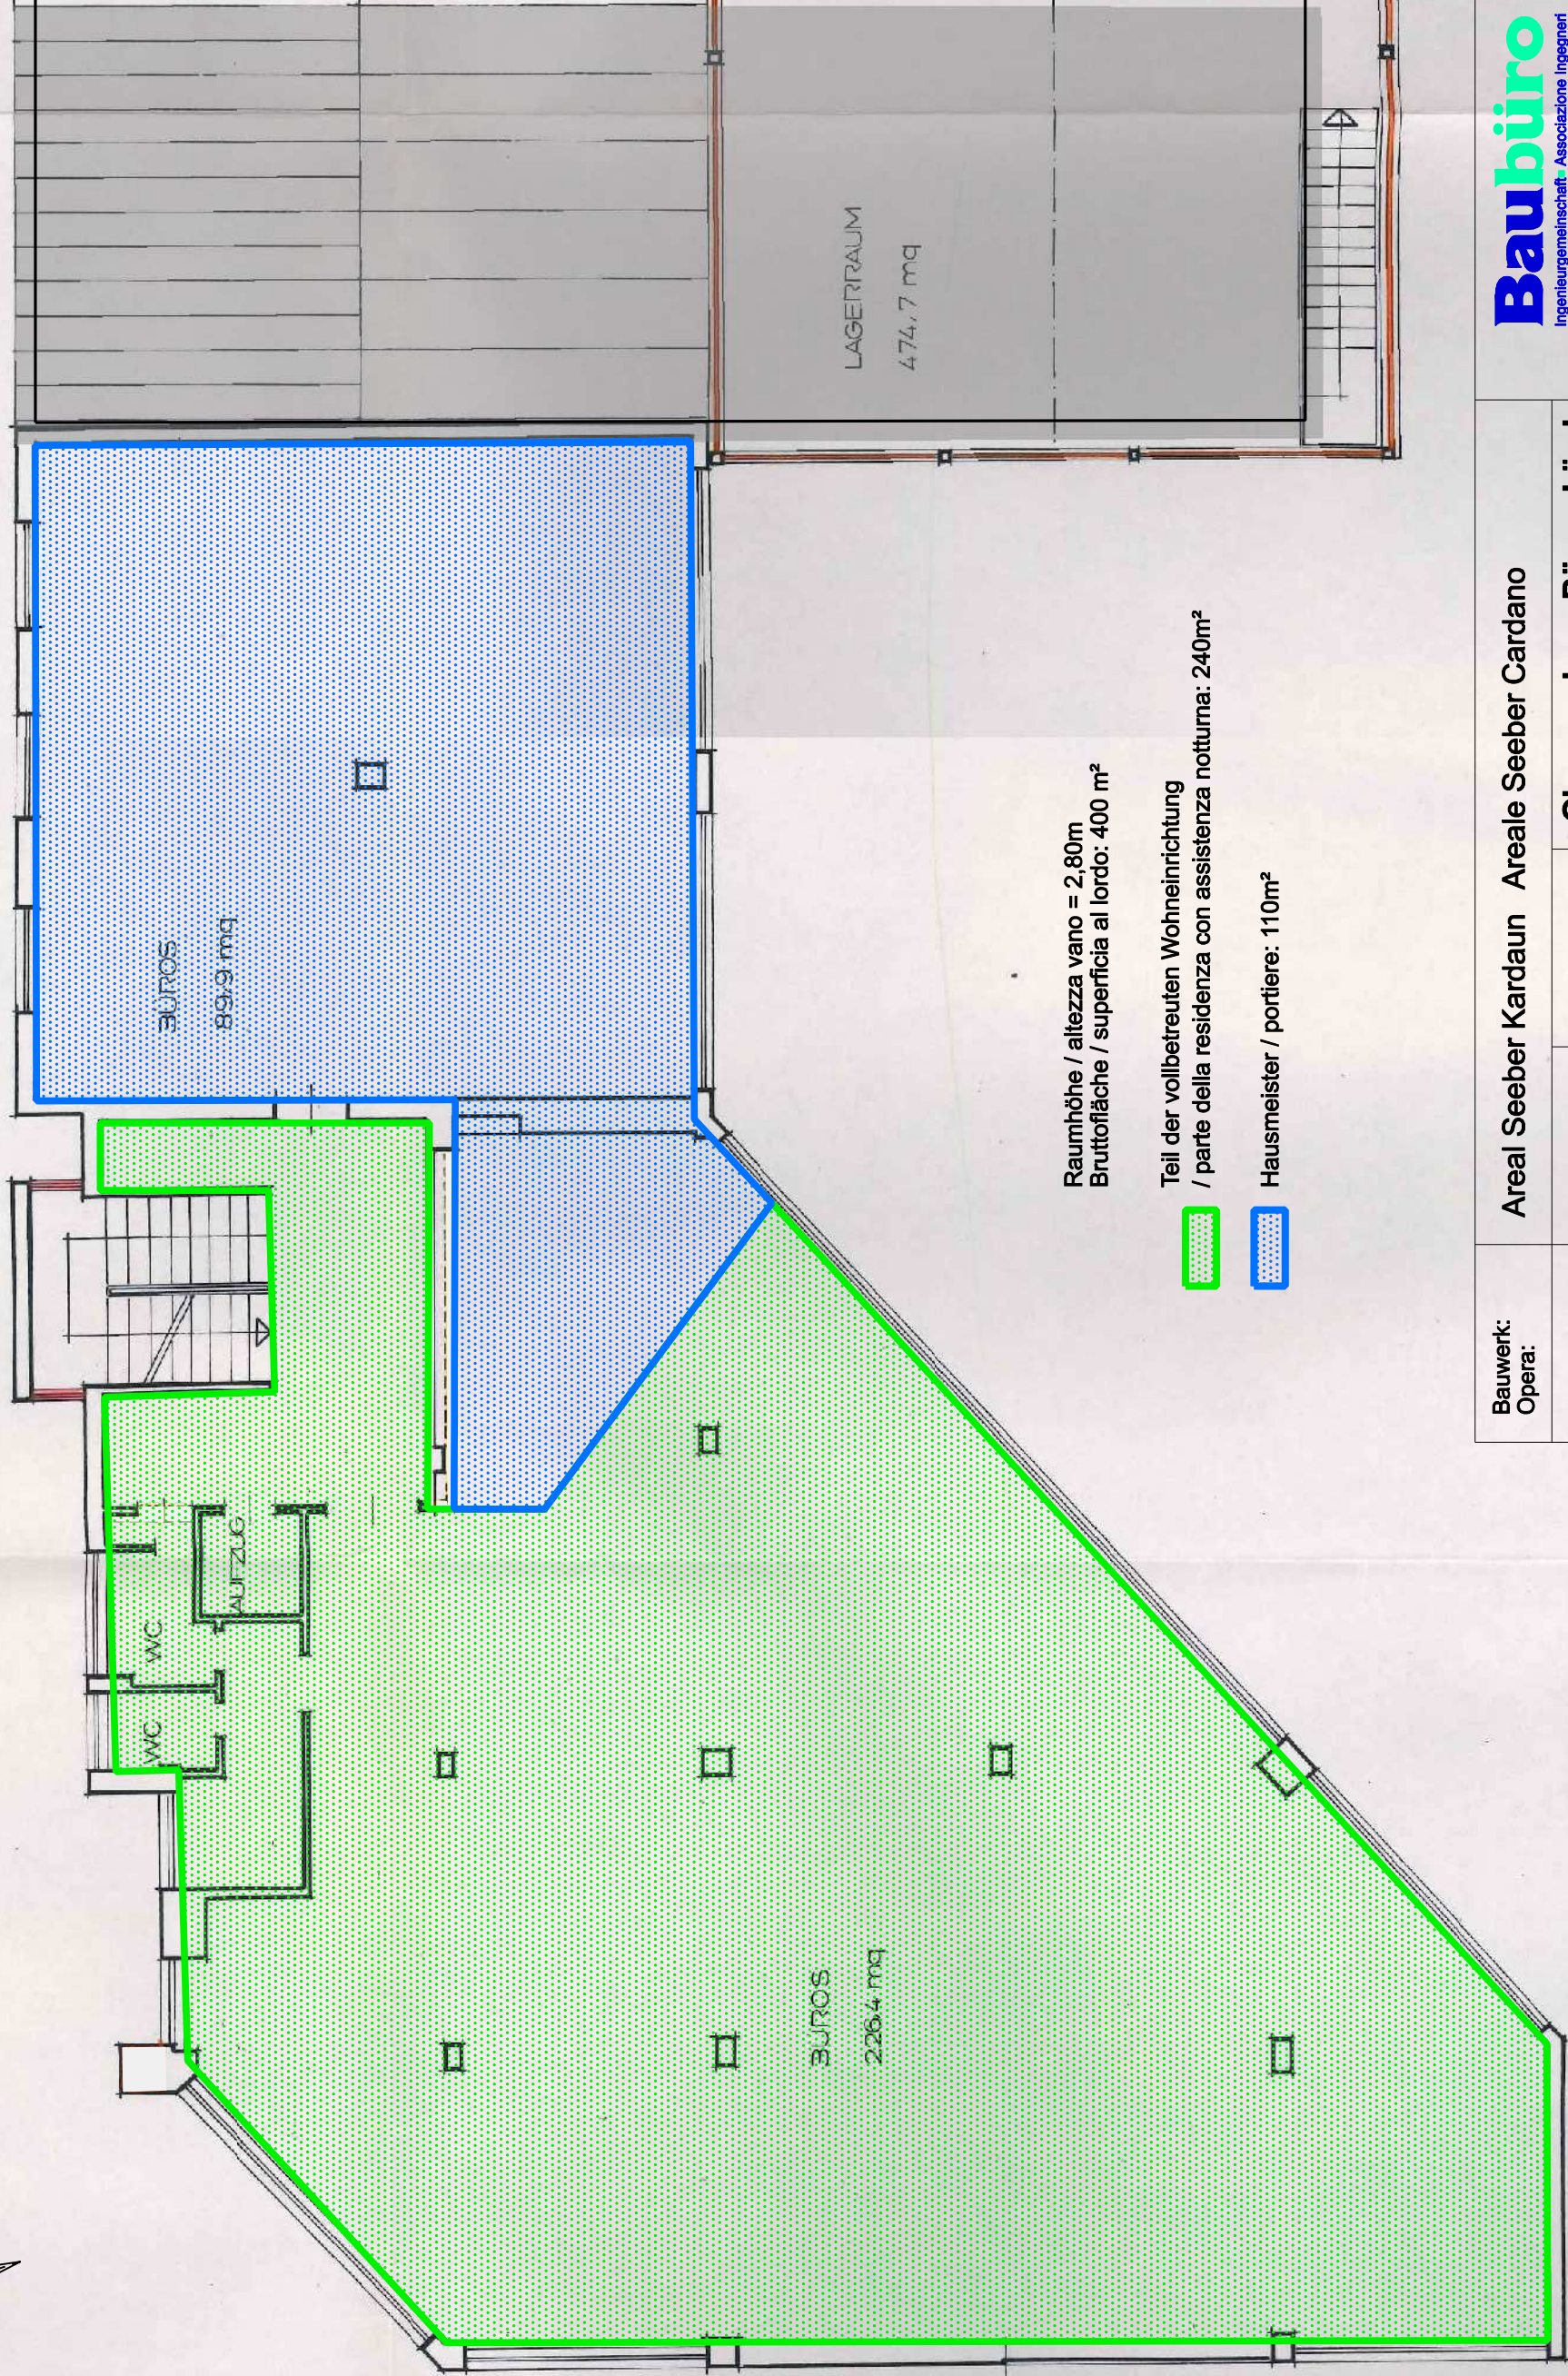 LAGERRAUM
474,7 mq
BUROS
89.9 mq
AUFZUG
WC
WC
BUROS
226.4 mq
Raumhöhe / altezza vano = 2,80m
Bruttofläche / superficia al lordo: 400 m²
Teil der vollbetreuten Wohneinrichtung
/ parte della residenza con assistenza notturna: 240m²
Hausmeister / portiere: 110m²
Bauwerk:
Opera:
Areal Seeber Kardaun Areale Seeber Cardano
Baubüro
Ingenieurgemeinschaft - Associazione Ingegneri